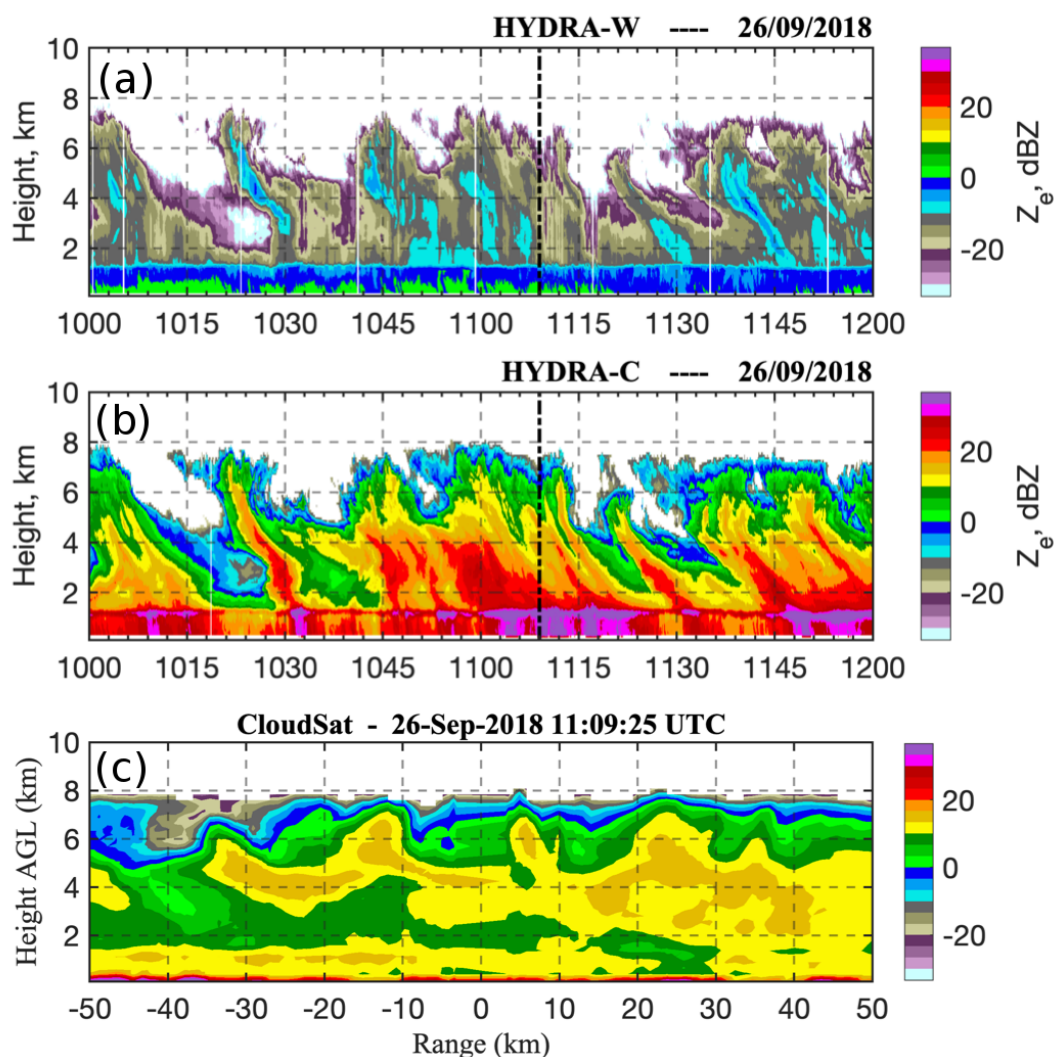 HYDRA-W ---- 26/09/2018
(a)
Height, km
10
8
6
4
2
1000 1015 1030 1045 1100 1115 1130 1145 1200
20
0
-20
Z_e, dBZ
HYDRA-C ---- 26/09/2018
(b)
Height, km
10
8
6
4
2
1000 1015 1030 1045 1100 1115 1130 1145 1200
20
0
-20
Z_e, dBZ
CloudSat - 26-Sep-2018 11:09:25 UTC
(c)
Height AGL (km)
10
8
6
4
2
-50 -40 -30 -20 -10 0 10 20 30 40 50
Range (km)
20
0
-20